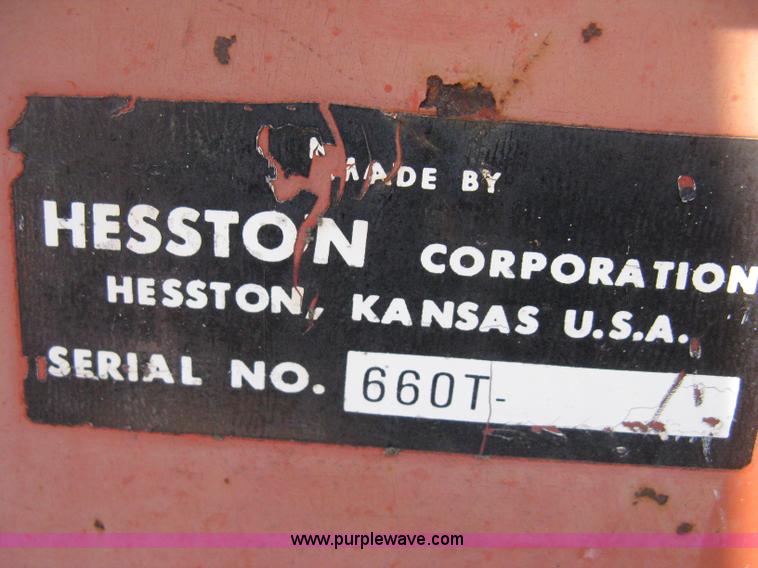 MADE BY
HESSTON CORPORATION
HESSTON, KANSAS U.S.A.
SERIAL NO. 660T-
www.purplewave.com